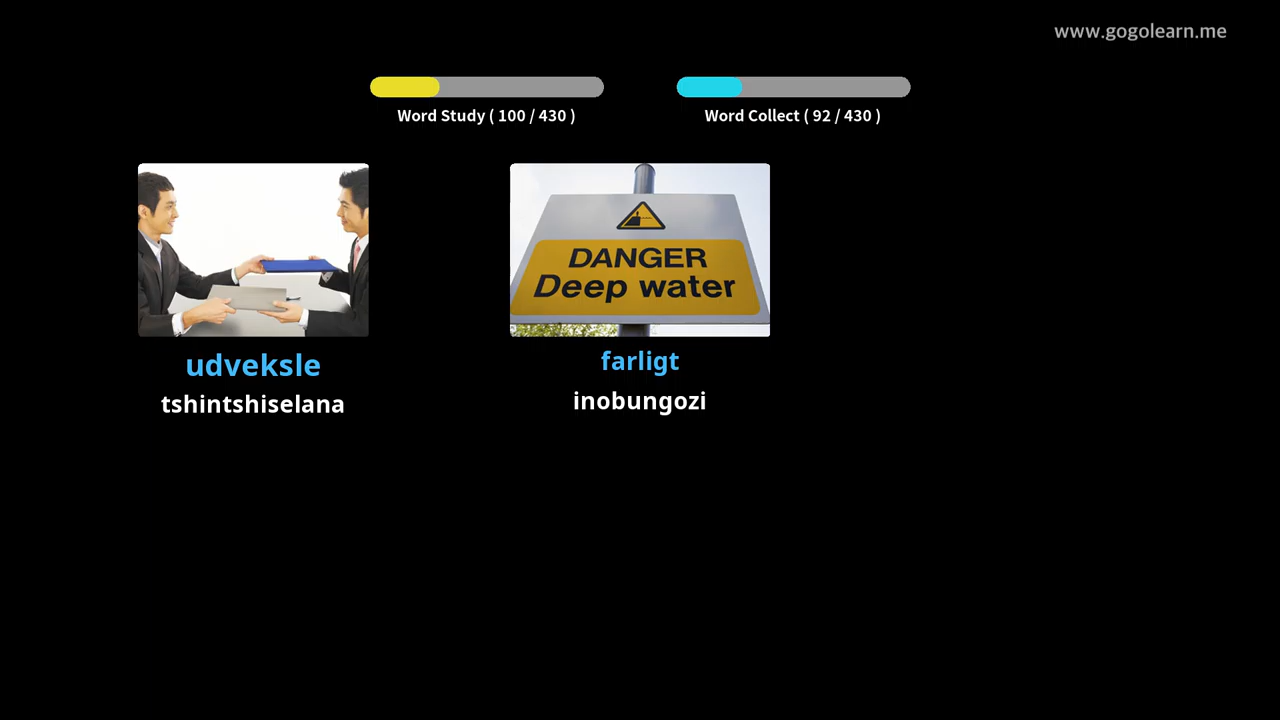 www.gogolearn.me
Word Study ( 100 / 430 )
Word Collect ( 92 / 430 )
DANGER
Deep water
udveksle
tshintshiselana
farligt
inobungozi